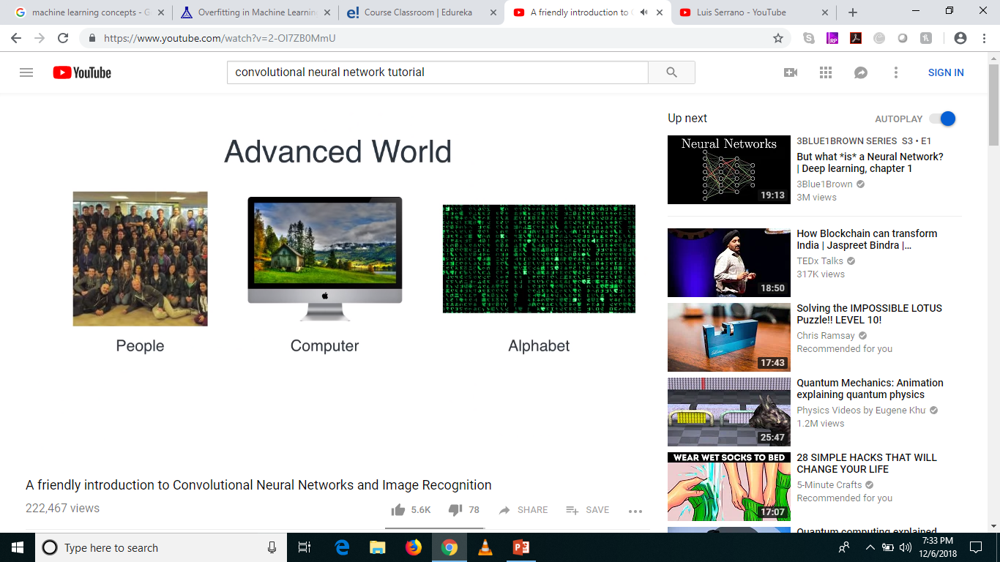 machine learning concepts - G
Overfitting in Machine Learnin
Course Classroom | Edureka
A friendly introduction to C
Luis Serrano - YouTube
https://www.youtube.com/watch?v=2-Ol7ZB0MmU
YouTube
convolutional neural network tutorial
SIGN IN
Advanced World
People
Computer
Alphabet
A friendly introduction to Convolutional Neural Networks and Image Recognition
222,467 views
5.6K
78
SHARE
SAVE
Up next
AUTOPLAY
Neural Networks
19:13
3BLUE1BROWN SERIES S3 • E1
But what *is* a Neural Network?
| Deep learning, chapter 1
3Blue1Brown
3M views
18:50
How Blockchain can transform
India | Jaspreet Bindra |...
TEDx Talks
317K views
17:43
Solving the IMPOSSIBLE LOTUS
Puzzle!! LEVEL 10!
Chris Ramsay
Recommended for you
25:47
Quantum Mechanics: Animation
explaining quantum physics
Physics Videos by Eugene Khu
1.2M views
WEAR WET SOCKS TO BED
17:07
28 SIMPLE HACKS THAT WILL
CHANGE YOUR LIFE
5-Minute Crafts
Recommended for you
Quantum computing explained
Type here to search
7:33 PM
12/6/2018